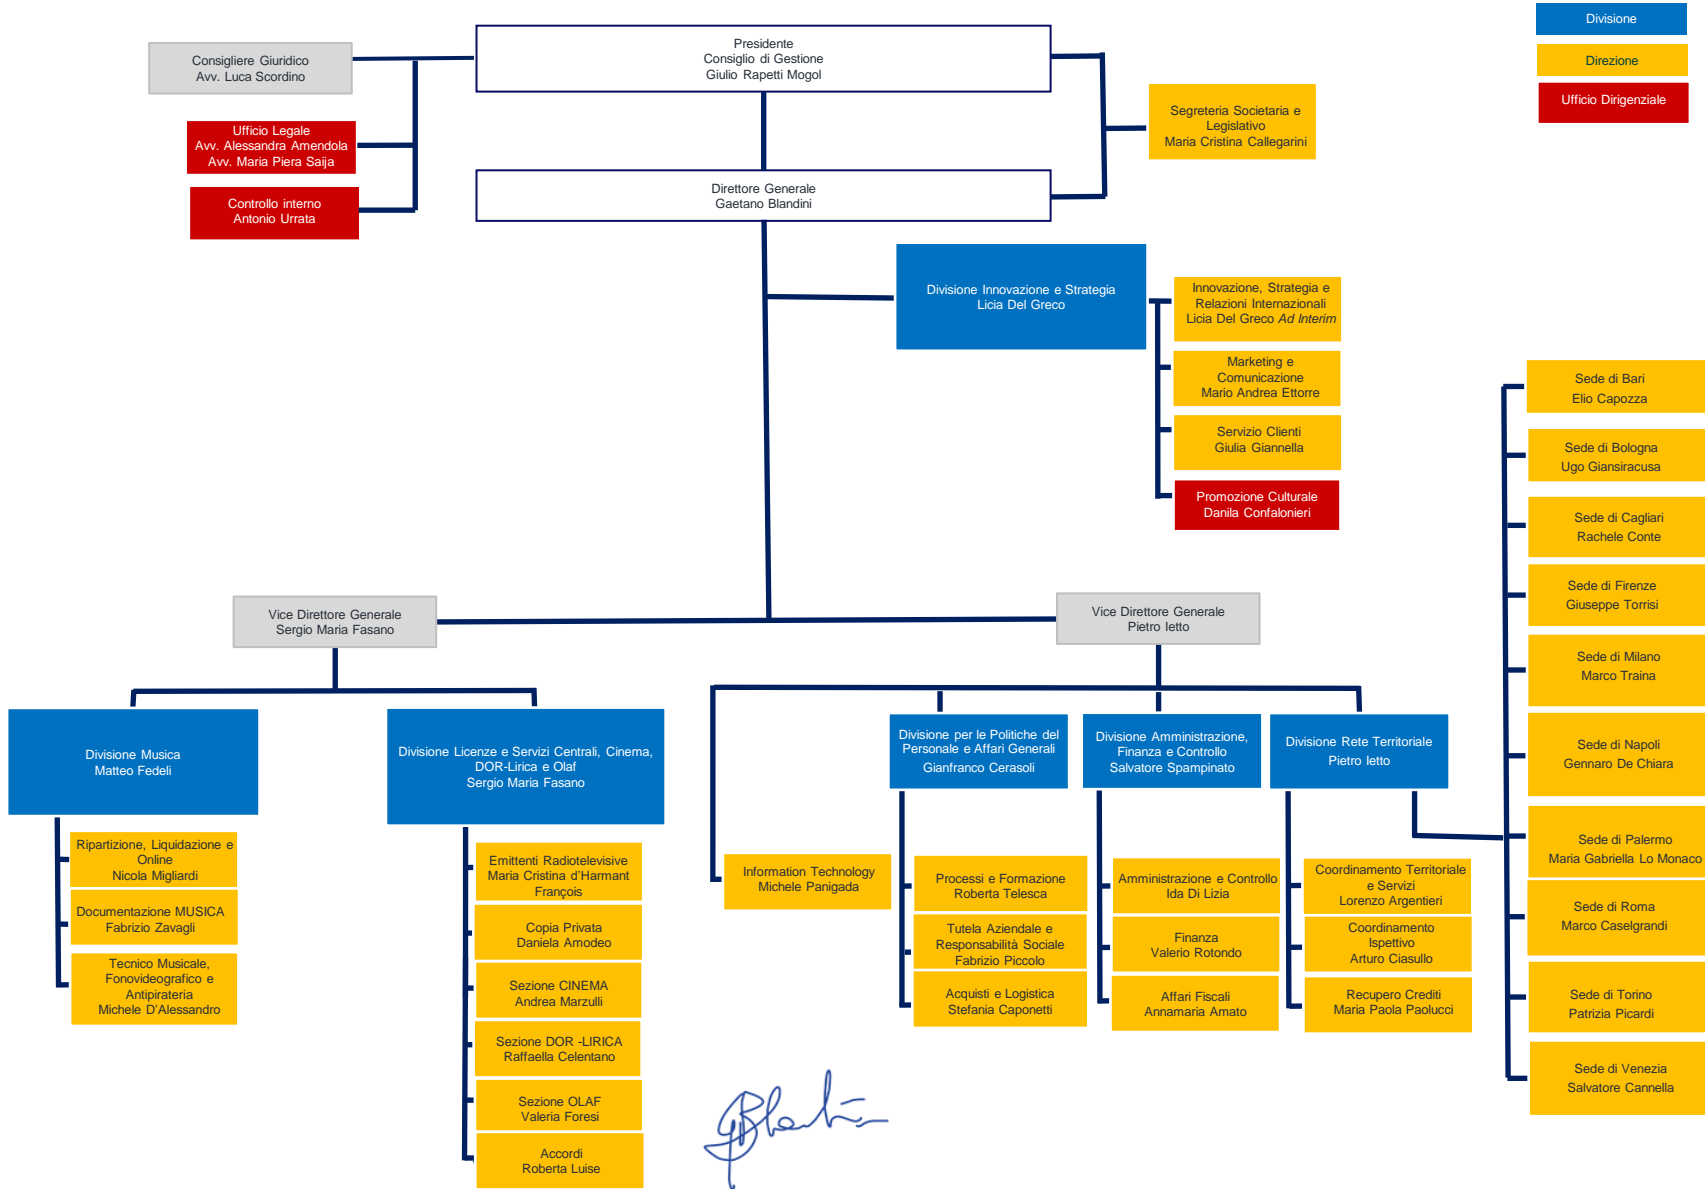 Divisione
Direzione
Ufficio Dirigenziale
Presidente
Consiglio di Gestione
Giulio Rapetti Mogol
Consigliere Giuridico
Avv. Luca Scordino
Ufficio Legale
Avv. Alessandra Amendola
Avv. Maria Piera Saija
Controllo interno
Antonio Urrata
Segreteria Societaria e
Legislativo
Maria Cristina Callegarini
Direttore Generale
Gaetano Blandini
Divisione Innovazione e Strategia
Licia Del Greco
Innovazione, Strategia e
Relazioni Internazionali
Licia Del Greco Ad Interim
Marketing e
Comunicazione
Mario Andrea Ettorre
Servizio Clienti
Giulia Giannella
Promozione Culturale
Danila Confalonieri
Vice Direttore Generale
Sergio Maria Fasano
Vice Direttore Generale
Pietro Ietto
Divisione Musica
Matteo Fedeli
Ripartizione, Liquidazione e
Online
Nicola Migliardi
Documentazione MUSICA
Fabrizio Zavagli
Tecnico Musicale,
Fonovideografico e
Antipirateria
Michele D'Alessandro
Divisione Licenze e Servizi Centrali, Cinema,
DOR-Lirica e Olaf
Sergio Maria Fasano
Emittenti Radiotelevisive
Maria Cristina d'Harmant
François
Copia Privata
Daniela Amodeo
Sezione CINEMA
Andrea Marzulli
Sezione DOR -LIRICA
Raffaella Celentano
Sezione OLAF
Valeria Foresi
Accordi
Roberta Luise
Information Technology
Michele Panigada
Divisione per le Politiche del
Personale e Affari Generali
Gianfranco Cerasoli
Processi e Formazione
Roberta Telesca
Tutela Aziendale e
Responsabilità Sociale
Fabrizio Piccolo
Acquisti e Logistica
Stefania Caponetti
Divisione Amministrazione,
Finanza e Controllo
Salvatore Spampinato
Amministrazione e Controllo
Ida Di Lizia
Finanza
Valerio Rotondo
Affari Fiscali
Annamaria Amato
Divisione Rete Territoriale
Pietro Ietto
Coordinamento Territoriale
e Servizi
Lorenzo Argentieri
Coordinamento
Ispettivo
Arturo Ciasullo
Recupero Crediti
Maria Paola Paolucci
Sede di Bari
Elio Capozza
Sede di Bologna
Ugo Giansiracusa
Sede di Cagliari
Rachele Conte
Sede di Firenze
Giuseppe Torrisi
Sede di Milano
Marco Traina
Sede di Napoli
Gennaro De Chiara
Sede di Palermo
Maria Gabriella Lo Monaco
Sede di Roma
Marco Caselgrandi
Sede di Torino
Patrizia Picardi
Sede di Venezia
Salvatore Cannella